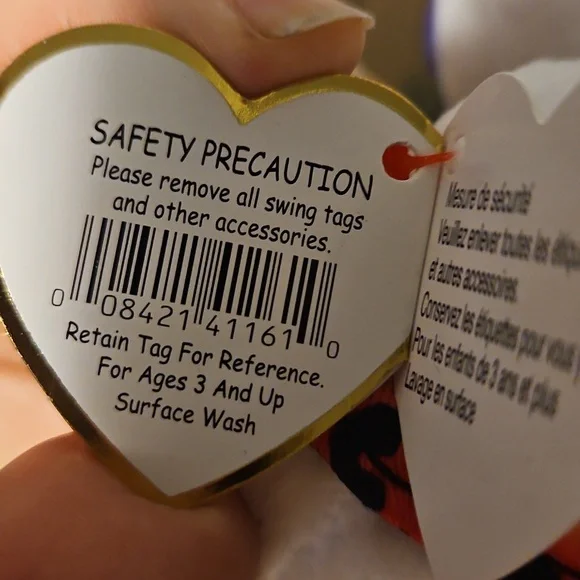 SAFETY PRECAUTION
Please remove all swing tags
and other accessories.
0 08421 41161 0
Retain Tag For Reference.
For Ages 3 And Up
Surface Wash
Mesure de sécurité
Veuillez enlever toutes les
et autres accessoires.
Conservez les étiquettes pour vous
Pour les enfants de 3 ans et plus
Lavage en surface